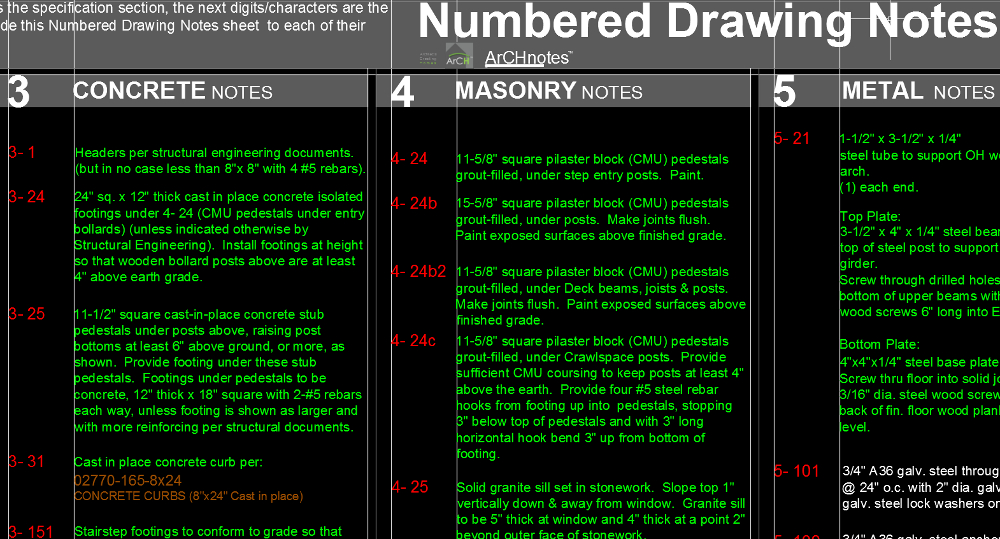 s the specification section, the next digits/characters are the
de this Numbered Drawing Notes sheet to each of their
Numbered Drawing Notes
ArCH
ArCHnotes™
3 CONCRETE NOTES
3- 1
Headers per structural engineering documents.
(but in no case less than 8"x 8" with 4 #5 rebars).
3- 24
24" sq. x 12" thick cast in place concrete isolated
footings under 4- 24 (CMU pedestals under entry
bollards) (unless indicated otherwise by
Structural Engineering). Install footings at height
so that wooden bollard posts above are at least
4" above earth grade.
3- 25
11-1/2" square cast-in-place concrete stub
pedestals under posts above, raising post
bottoms at least 6" above ground, or more, as
shown. Provide footing under these stub
pedestals. Footings under pedestals to be
concrete, 12" thick x 18" square with 2-#5 rebars
each way, unless footing is shown as larger and
with more reinforcing per structural documents.
3- 31
Cast in place concrete curb per:
02770-165-8x24
CONCRETE CURBS (8"x24" Cast in place)
3- 151
Stairstep footings to conform to grade so that
4 MASONRY NOTES
4- 24
11-5/8" square pilaster block (CMU) pedestals
grout-filled, under step entry posts. Paint.
4- 24b
15-5/8" square pilaster block (CMU) pedestals
grout-filled, under posts. Make joints flush.
Paint exposed surfaces above finished grade.
4- 24b2
11-5/8" square pilaster block (CMU) pedestals
grout-filled, under Deck beams, joists & posts.
Make joints flush. Paint exposed surfaces above
finished grade.
4- 24c
11-5/8" square pilaster block (CMU) pedestals
grout-filled, under Crawlspace posts. Provide
sufficient CMU coursing to keep posts at least 4"
above the earth. Provide four #5 steel rebar
hooks from footing up into pedestals, stopping
3" below top of pedestals and with 3" long
horizontal hook bend 3" up from bottom of
footing.
4- 25
Solid granite sill set in stonework. Slope top 1"
vertically down & away from window. Granite sill
to be 5" thick at window and 4" thick at a point 2"
beyond outer face of stonework.
5 METAL NOTES
5- 21
1-1/2" x 3-1/2" x 1/4"
steel tube to support OH w
arch.
(1) each end.
Top Plate:
3-1/2" x 4" x 1/4" steel bear
top of steel post to support
girder.
Screw through drilled holes
bottom of upper beams with
wood screws 6" long into E
Bottom Plate:
4"x4"x1/4" steel base plate
Screw thru floor into solid jo
3/16" dia. steel wood screw
back of fin. floor wood plan
level.
5- 101
3/4" A36 galv. steel throug
@ 24" o.c. with 2" dia. galv
galv. steel lock washers or